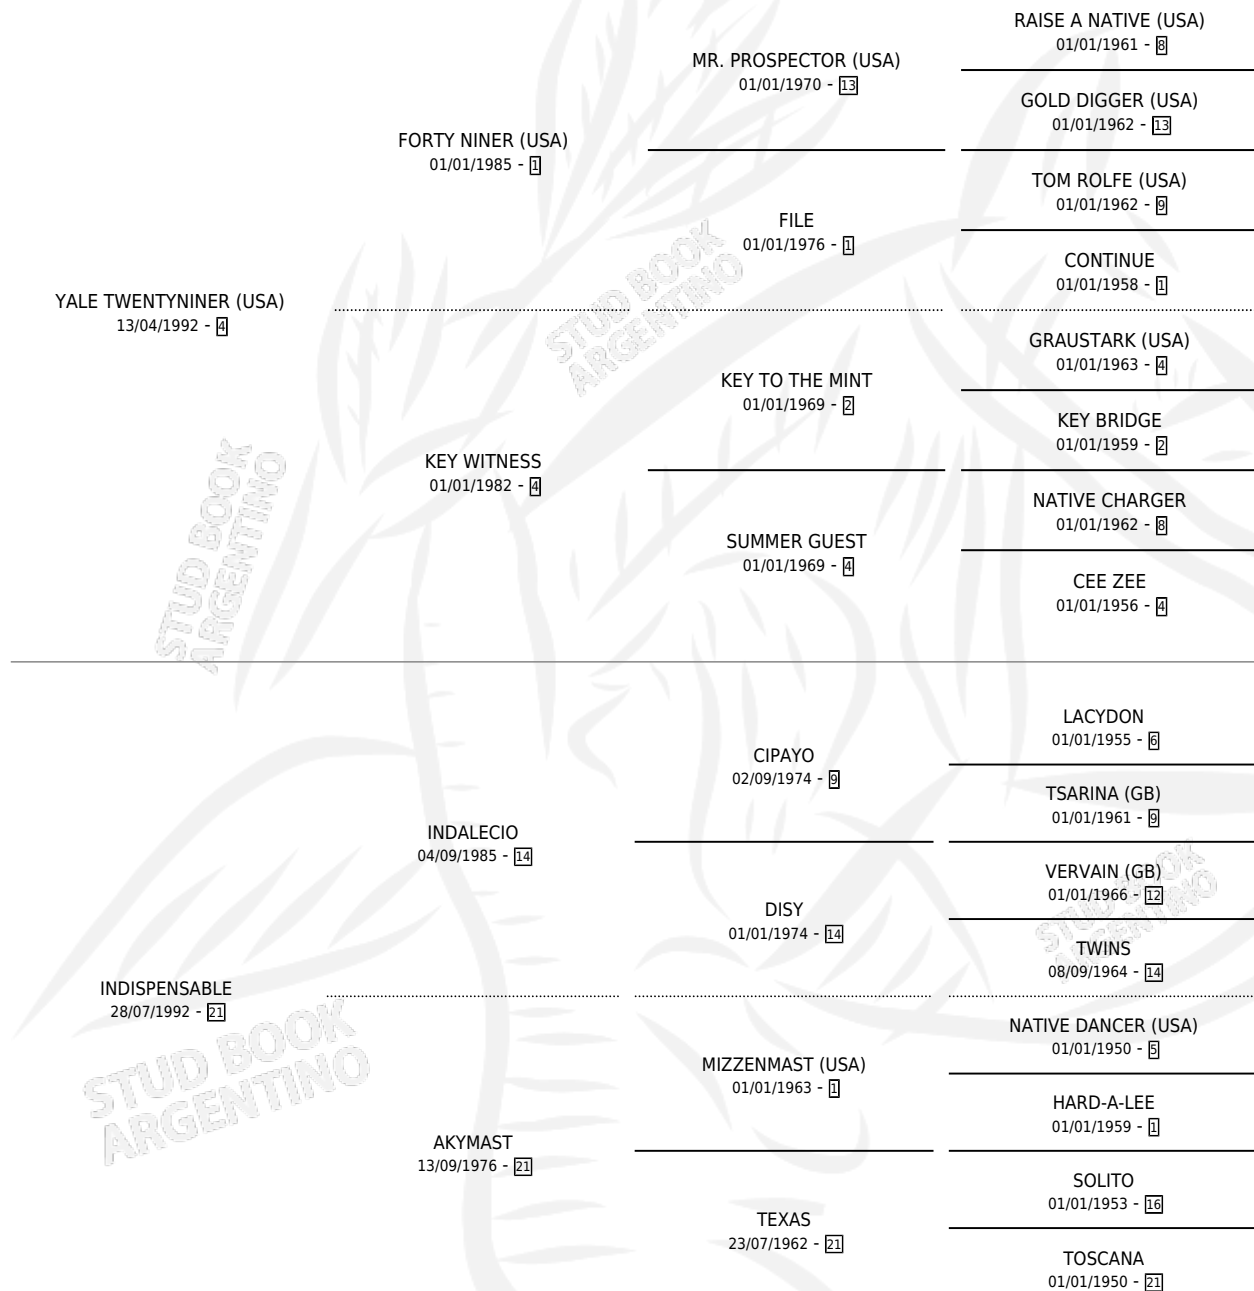 RAISE A NATIVE (USA)
01/01/1961 - 8
MR. PROSPECTOR (USA)
01/01/1970 - 13
GOLD DIGGER (USA)
01/01/1962 - 13
FORTY NINER (USA)
01/01/1985 - 1
TOM ROLFE (USA)
01/01/1962 - 9
FILE
01/01/1976 - 1
CONTINUE
01/01/1958 - 1
YALE TWENTYNINER (USA)
13/04/1992 - 4
GRAUSTARK (USA)
01/01/1963 - 4
KEY TO THE MINT
01/01/1969 - 2
KEY BRIDGE
01/01/1959 - 2
KEY WITNESS
01/01/1982 - 4
NATIVE CHARGER
01/01/1962 - 8
SUMMER GUEST
01/01/1969 - 4
CEE ZEE
01/01/1956 - 4
LACYDON
01/01/1955 - 6
CIPAYO
02/09/1974 - 9
TSARINA (GB)
01/01/1961 - 9
INDALECIO
04/09/1985 - 14
VERVAIN (GB)
01/01/1966 - 12
DISY
01/01/1974 - 14
TWINS
08/09/1964 - 14
INDISPENSABLE
28/07/1992 - 21
NATIVE DANCER (USA)
01/01/1950 - 5
MIZZENMAST (USA)
01/01/1963 - 1
HARD-A-LEE
01/01/1959 - 1
AKYMAST
13/09/1976 - 21
SOLITO
01/01/1953 - 16
TEXAS
23/07/1962 - 21
TOSCANA
01/01/1950 - 21
STUD BOOK
ARGENTINO
STUD BOOK
ARGENTINO
STUD BOOK
ARGENTINO
STUD BOOK
ARGENTINO